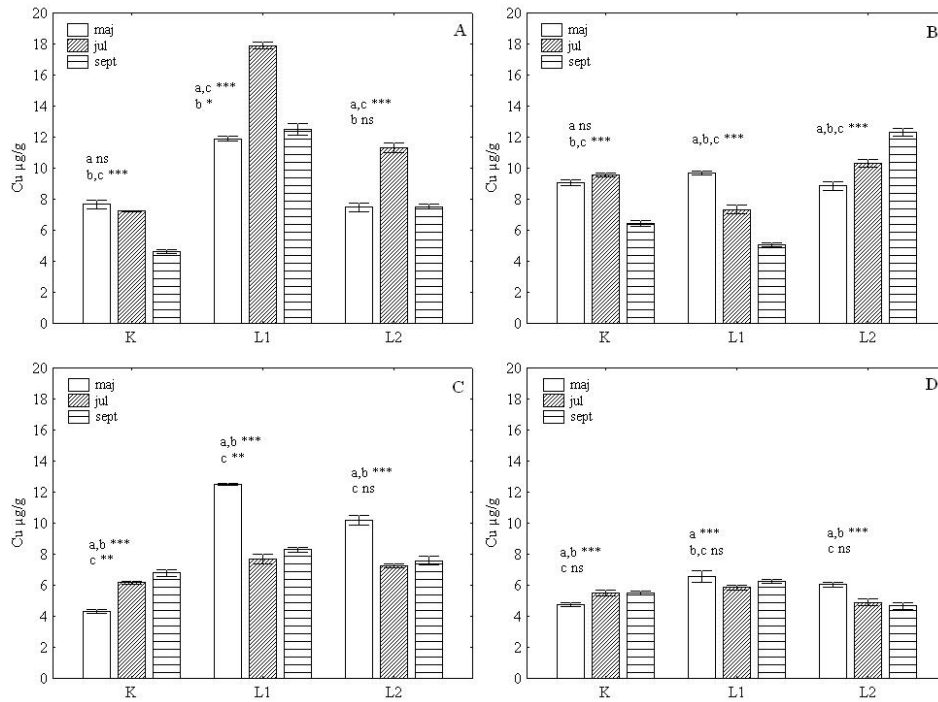 A
maj
jul
sept
Cu µg/g
20
18
16
14
12
10
8
6
4
2
0
a ns
b,c ***
a,c ***
b *
a,c ***
b ns
K
L1
L2
B
maj
jul
sept
Cu µg/g
20
18
16
14
12
10
8
6
4
2
0
a ns
b,c ***
a,b,c ***
a,b,c ***
K
L1
L2
C
maj
jul
sept
Cu µg/g
20
18
16
14
12
10
8
6
4
2
0
a,b ***
c **
a,b ***
c **
a,b ***
c ns
K
L1
L2
D
maj
jul
sept
Cu µg/g
20
18
16
14
12
10
8
6
4
2
0
a,b ***
c ns
a ***
b,c ns
a,b ***
c ns
K
L1
L2